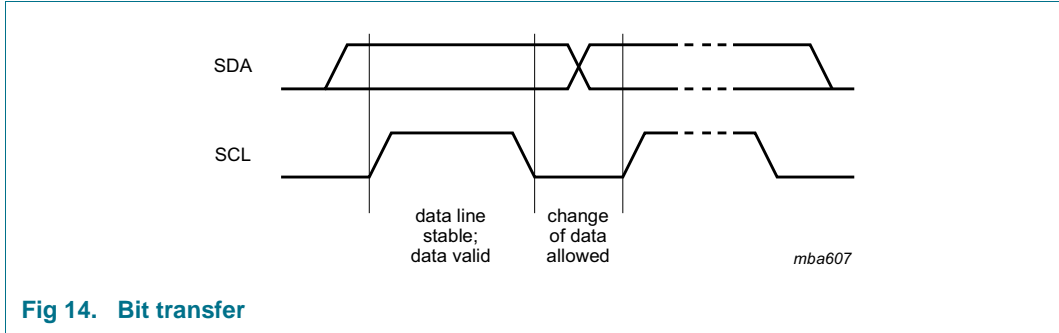 SDA
SCL
data line
stable;
data valid
change
of data
allowed
mba607
Fig 14. Bit transfer